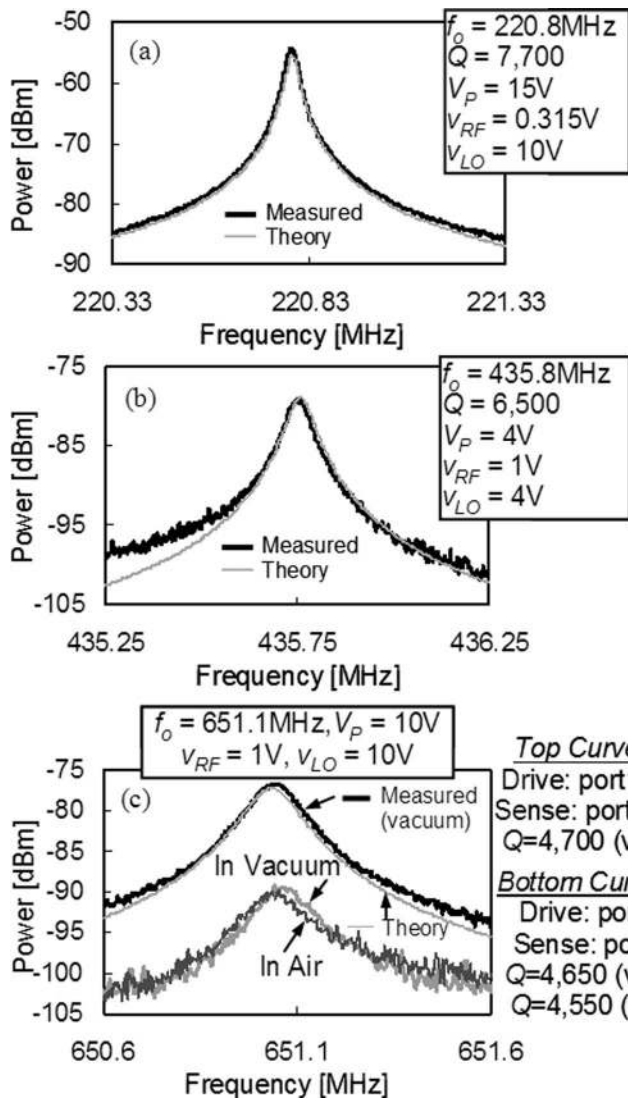 -50
-60
-70
-80
-90
Power [dBm]
(a)
f_o = 220.8MHz
Q = 7,700
V_P = 15V
v_RF = 0.315V
v_LO = 10V
Measured
Theory
220.33 220.83 221.33
Frequency [MHz]
-75
-85
-95
-105
Power [dBm]
(b)
f_o = 435.8MHz
Q = 6,500
V_P = 4V
v_RF = 1V
v_LO = 4V
Measured
Theory
435.25 435.75 436.25
Frequency [MHz]
f_o = 651.1MHz, V_P = 10V
v_RF = 1V, v_LO = 10V
-75
-80
-85
-90
-95
-100
-105
Power [dBm]
(c)
Measured
(vacuum)
In Vacuum
Theory
In Air
650.6 651.1 651.6
Frequency [MHz]
Top Curve
Drive: port
Sense: port
Q=4,700 (v
Bottom Cur
Drive: po
Sense: po
Q=4,650 (v
Q=4,550 (